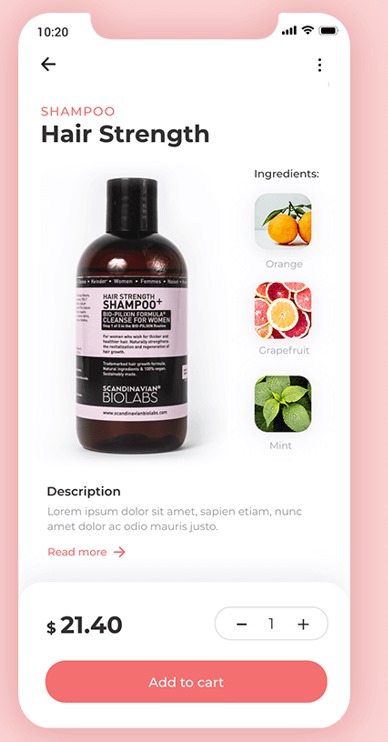 10:20
SHAMPOO
Hair Strength
Ingredients:
Orange
Grapefruit
Mint
Kvinder • Women • Femmes • Naiset
HAIR STRENGTH
SHAMPOO+
BIO-PILIXIN FORMULA®
CLEANSE FOR WOMEN
Step 1 of 3 in the BIO-PILIXIN Routine
For women who wish for thicker and
healthier hair. Naturally strengthens
the revitalization and regeneration of
hair growth.
Trademarked hair growth formula.
Natural ingredients & 100% vegan.
Sustainably made.
SCANDINAVIAN®
BIOLABS
www.scandinavianbiolabs.com
Description
Lorem ipsum dolor sit amet, sapien etiam, nunc
amet dolor ac odio mauris justo.
Read more →
$ 21.40
− 1 +
Add to cart